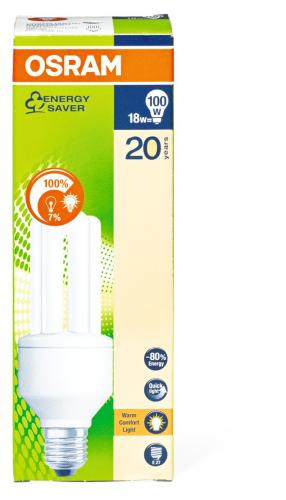 OSRAM
ENERGY
SAVER
100
W
18w=
20 years
100%
7%
-80%
Energy
Quick
light
Warm
Comfort
Light
E 27